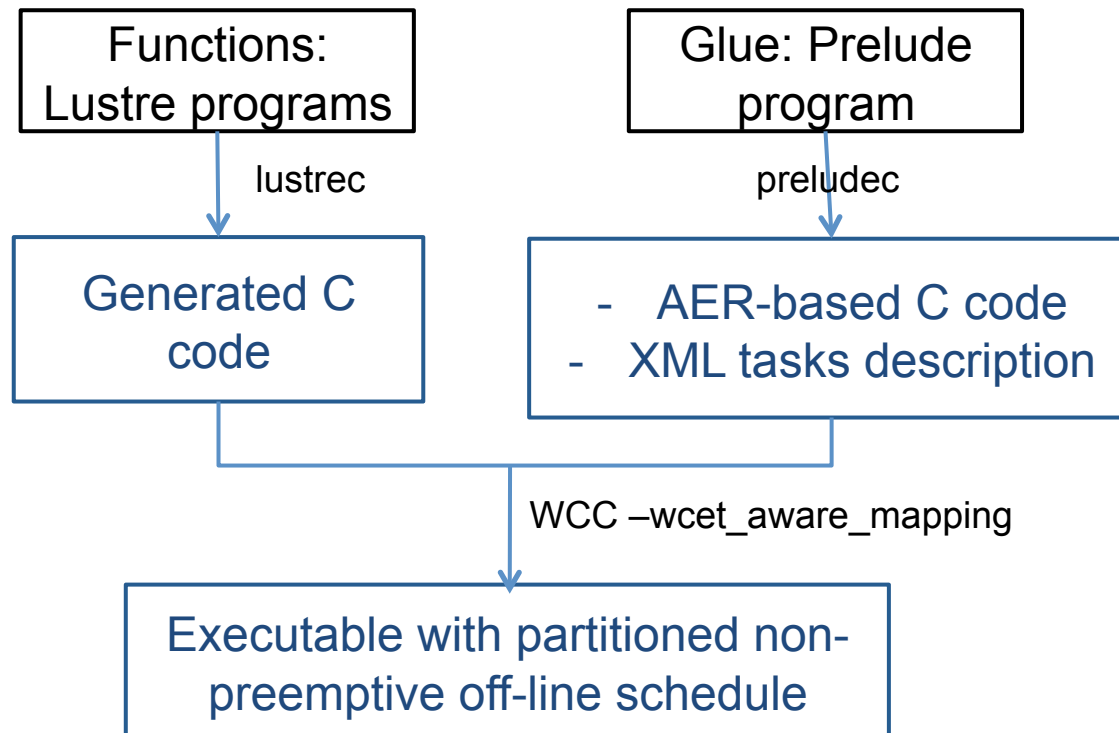 Functions:
Lustre programs
Glue: Prelude
program
lustrec
preludec
Generated C
code
- AER-based C code
- XML tasks description
WCC –wcet_aware_mapping
Executable with partitioned non-
preemptive off-line schedule